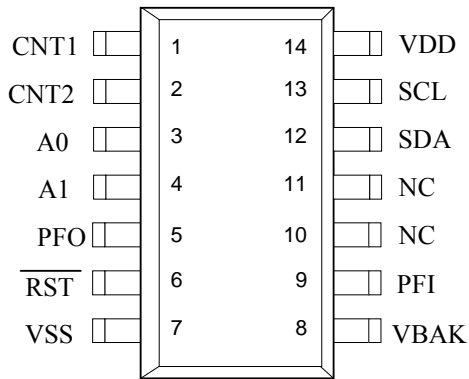 CNT1 1 14 VDD
CNT2 2 13 SCL
A0 3 12 SDA
A1 4 11 NC
PFO 5 10 NC
RST 6 9 PFI
VSS 7 8 VBAK